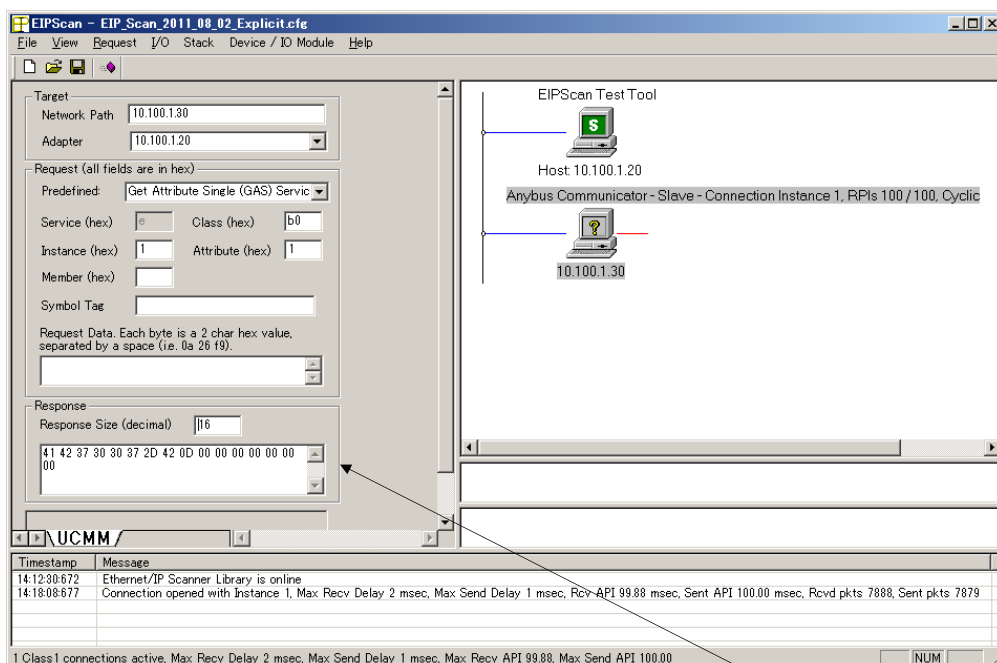 EIPScan - EIP_Scan_2011_08_02_Explicit.cfg
File View Request I/O Stack Device / IO Module Help
Target
Network Path 10.100.1.30
Adapter 10.100.1.20
Request (all fields are in hex)
Predefined: Get Attribute Single (GAS) Servic
Service (hex) e Class (hex) b0
Instance (hex) 1 Attribute (hex) 1
Member (hex)
Symbol Tag
Request Data. Each byte is a 2 char hex value,
separated by a space (i.e. 0a 26 f9).
Response
Response Size (decimal) 16
41 42 37 30 30 37 2D 42 0D 00 00 00 00 00 00
00
UCMM
EIPScan Test Tool
S
Host: 10.100.1.20
Anybus Communicator - Slave - Connection Instance 1, RPIs 100 / 100, Cyclic
?
10.100.1.30
Timestamp Message
14:12:30:672 Ethernet/IP Scanner Library is online
14:18:08:677 Connection opened with Instance 1, Max Recv Delay 2 msec, Max Send Delay 1 msec, Rcv API 99.88 msec, Sent API 100.00 msec, Rcvd pkts 7888, Sent pkts 7879
1 Class1 connections active, Max Recv Delay 2 msec, Max Send Delay 1 msec, Max Recv API 99.88, Max Send API 100.00 NUM